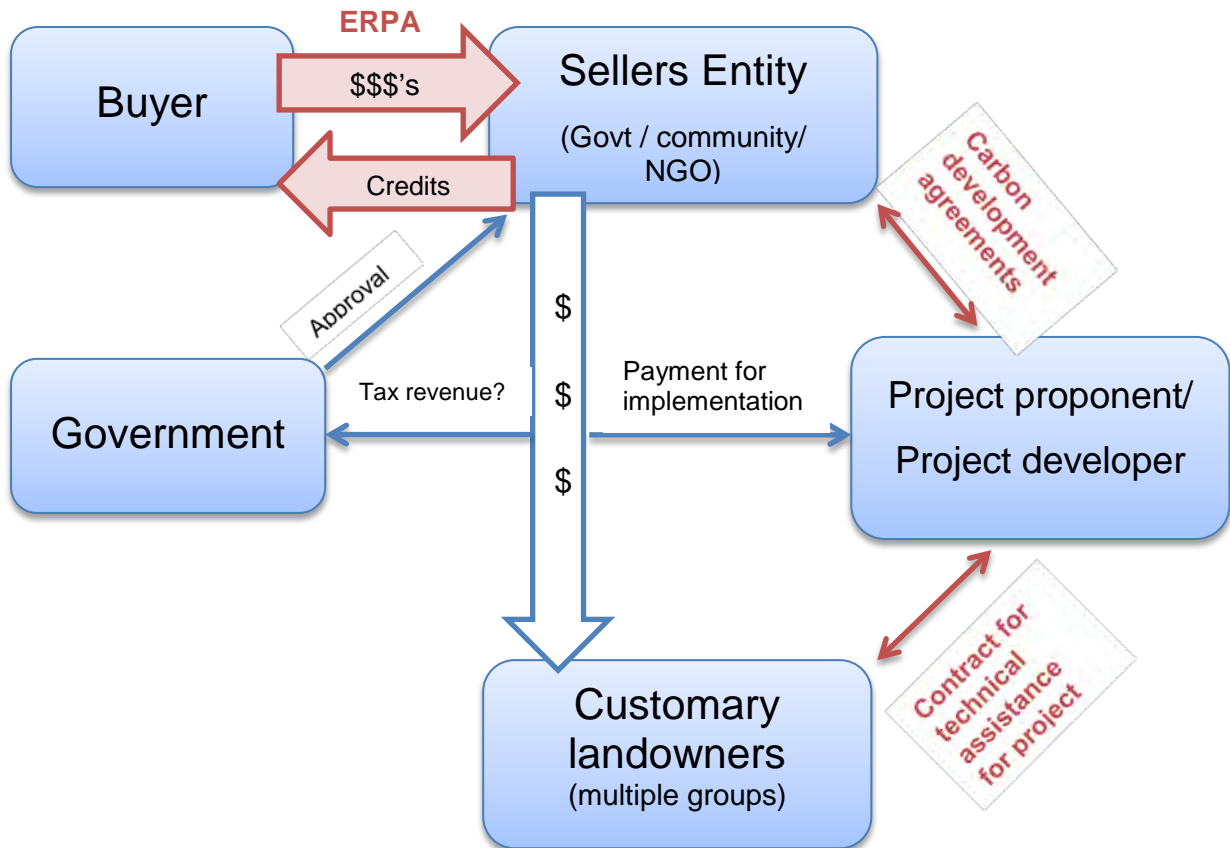 ERPA
Buyer
$$$'s
Credits
Sellers Entity
(Govt / community/
NGO)
Carbon
development
agreements
Approval
Government
Tax revenue?
$
$
$
Payment for
implementation
Project proponent/
Project developer
Customary
landowners
(multiple groups)
Contract for
technical
assistance
for project